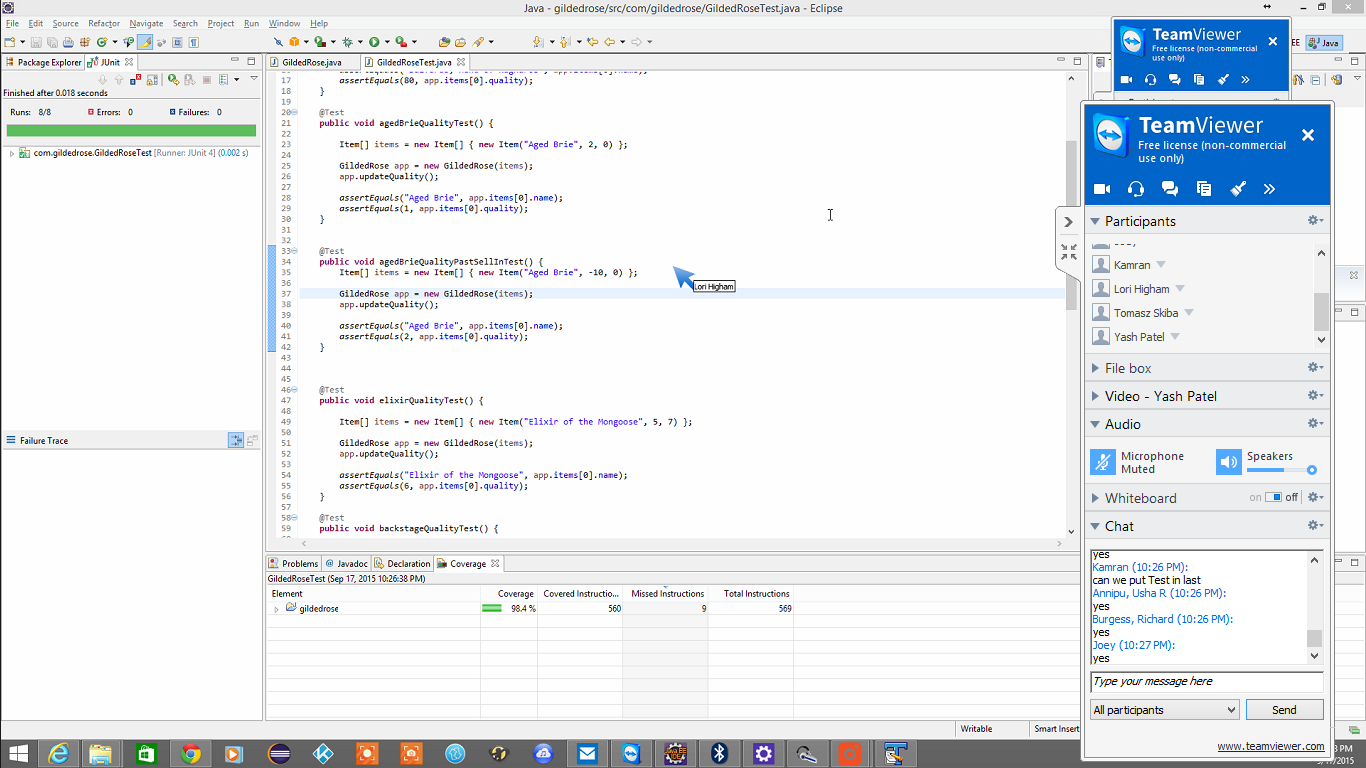 Java - gildedrose/src/com/gildedrose/GildedRoseTest.java - Eclipse
File Edit Source Refactor Navigate Search Project Run Window Help
EE Java
Package Explorer JUnit
Finished after 0.018 seconds
Runs: 8/8 Errors: 0 Failures: 0
com.gildedrose.GildedRoseTest [Runner: JUnit 4] (0.002 s)
Failure Trace
GildedRose.java GildedRoseTest.java
17 assertEquals(80, app.items[0].quality);
18 }
19
20 @Test
21 public void agedBrieQualityTest() {
22
23 Item[] items = new Item[] { new Item("Aged Brie", 2, 0) };
24
25 GildedRose app = new GildedRose(items);
26 app.updateQuality();
27
28 assertEquals("Aged Brie", app.items[0].name);
29 assertEquals(1, app.items[0].quality);
30 }
31
32
33 @Test
34 public void agedBrieQualityPastSellInTest() {
35 Item[] items = new Item[] { new Item("Aged Brie", -10, 0) };
36
37 GildedRose app = new GildedRose(items);
38 app.updateQuality();
39
40 assertEquals("Aged Brie", app.items[0].name);
41 assertEquals(2, app.items[0].quality);
42 }
43
44
45
46 @Test
47 public void elixirQualityTest() {
48
49 Item[] items = new Item[] { new Item("Elixir of the Mongoose", 5, 7) };
50
51 GildedRose app = new GildedRose(items);
52 app.updateQuality();
53
54 assertEquals("Elixir of the Mongoose", app.items[0].name);
55 assertEquals(6, app.items[0].quality);
56 }
57
58 @Test
59 public void backstageQualityTest() {
Lori Higham
Problems @ Javadoc Declaration Coverage
GildedRoseTest (Sep 17, 2015 10:26:38 PM)
Element Coverage Covered Instructio... Missed Instructions Total Instructions
gildedrose 98.4 % 560 9 569
Writable Smart Insert
TeamViewer
Free license (non-commercial
use only)
TeamViewer
Free license (non-commercial
use only)
Participants
Kamran
Lori Higham
Tomasz Skiba
Yash Patel
File box
Video - Yash Patel
Audio
Microphone
Muted
Speakers
Whiteboard on off
Chat
yes
Kamran (10:26 PM):
can we put Test in last
Annipu, Usha R (10:26 PM):
yes
Burgess, Richard (10:26 PM):
yes
Joey (10:27 PM):
yes
Type your message here
All participants Send
www.teamviewer.com